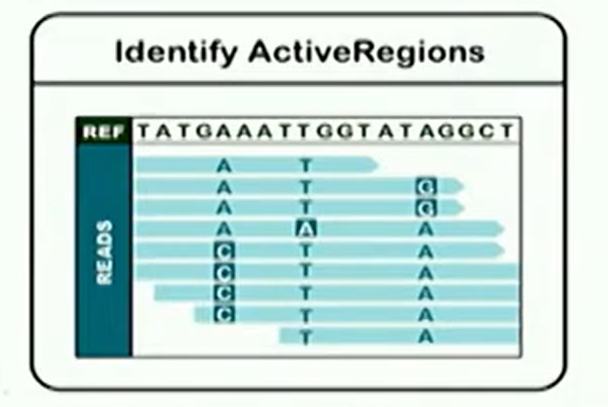 Identify ActiveRegions
REF TATGAAATTGGTATAGGCT
READS
A T
A T G
A T G
A A A
C T A
C T A
C T A
C T A
T A